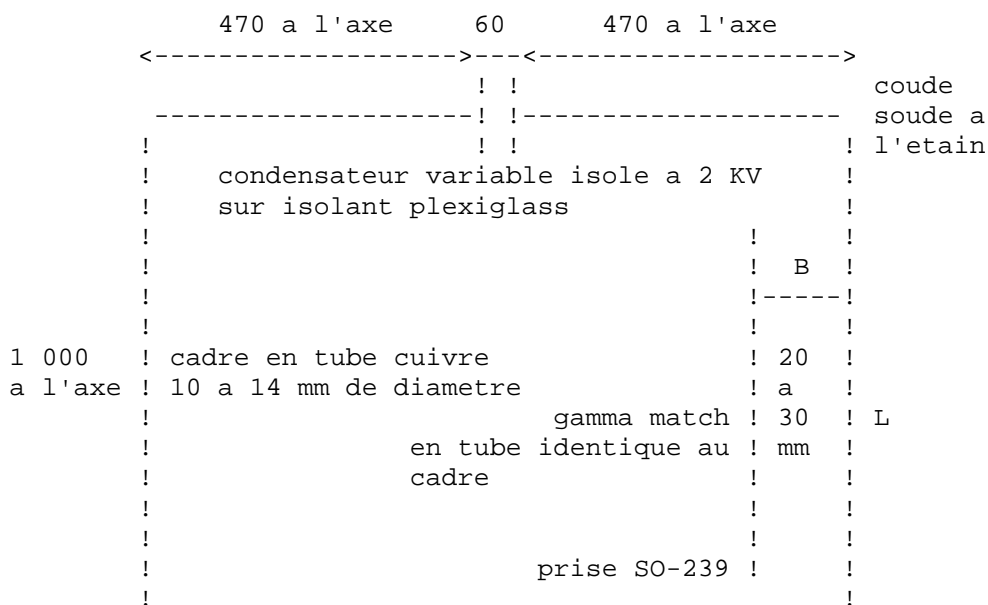 470 a l'axe 60 470 a l'axe
<------------------->---<------------------->
! ! coude
--------------------! !-------------------- soude a
! ! ! ! l'etain
! condensateur variable isole a 2 KV !
! sur isolant plexiglass !
! ! !
! ! B !
! !-----!
! ! !
1 000 ! cadre en tube cuivre ! 20 !
a l'axe ! 10 a 14 mm de diametre ! a !
! gamma match ! 30 ! L
! en tube identique au ! mm !
! cadre ! !
! ! !
! ! !
! prise SO-239 ! !
! !